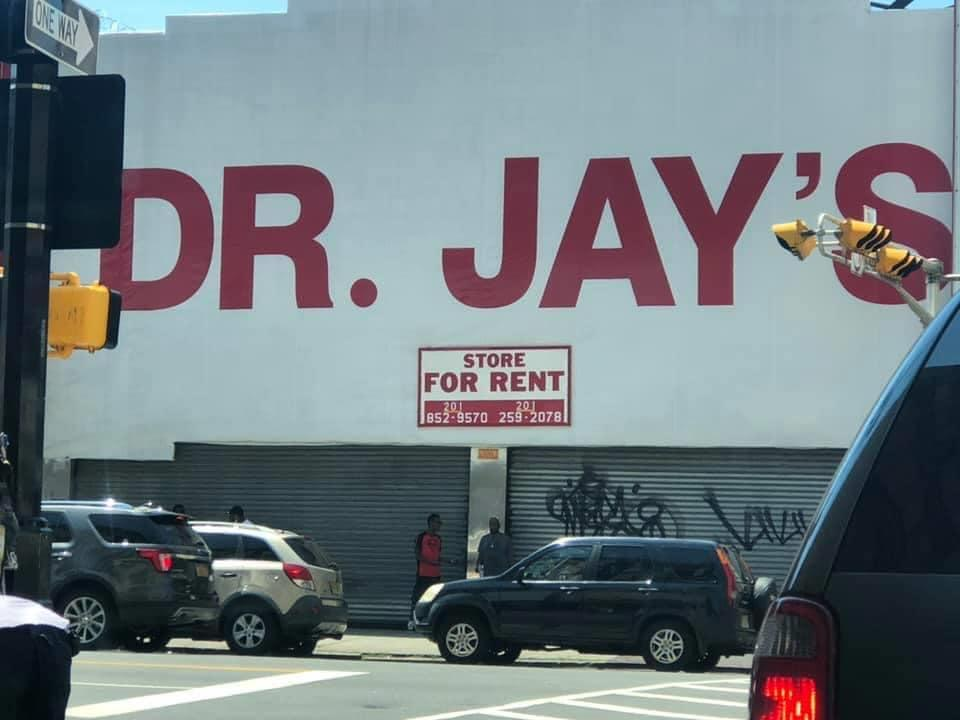 ONE WAY
DR. JAY'S
STORE
FOR RENT
201 201
852-9570 259-2078